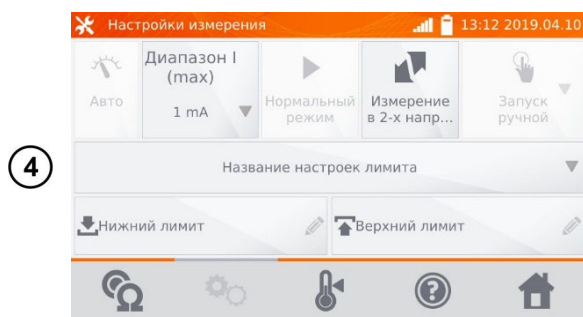 Настройки измерения 13:12 2019.04.10
Диапазон I
(max)
Авто
1 mA
Нормальный
режим
Измерение
в 2-х напр...
Запуск
ручной
4
Название настроек лимита
Нижний лимит
Верхний лимит